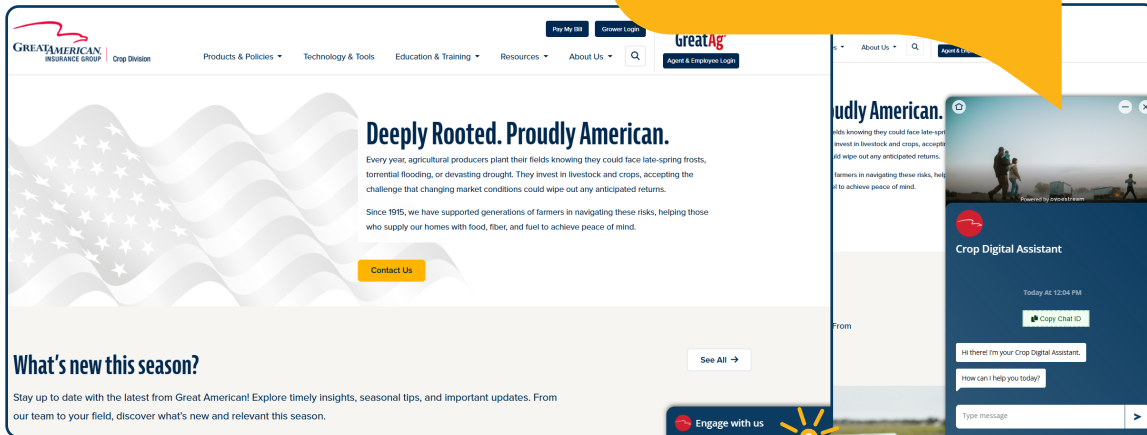 Pay My Bill
Grower Login
GREATAMERICAN.
INSURANCE GROUP
Crop Division
Products & Policies
Technology & Tools
Education & Training
Resources
About Us
GreatAg
Agent & Employee Login
Deeply Rooted. Proudly American.
Every year, agricultural producers plant their fields knowing they could face late-spring frosts,
torrential flooding, or devasting drought. They invest in livestock and crops, accepting the
challenge that changing market conditions could wipe out any anticipated returns.
Since 1915, we have supported generations of farmers in navigating these risks, helping those
who supply our homes with food, fiber, and fuel to achieve peace of mind.
Contact Us
What's new this season?
See All →
Stay up to date with the latest from Great American! Explore timely insights, seasonal tips, and important updates. From
our team to your field, discover what's new and relevant this season.
Engage with us
About Us
Agent &
American.
knowing they could face
invest in livestock and crops,
wipe out any anticipated returns.
farmers in navigating these risks,
to achieve peace of mind.
From
Powered by pypestream
Crop Digital Assistant
Today At 12:04 PM
Copy Chat ID
Hi there! I'm your Crop Digital Assistant.
How can I help you today?
Type message